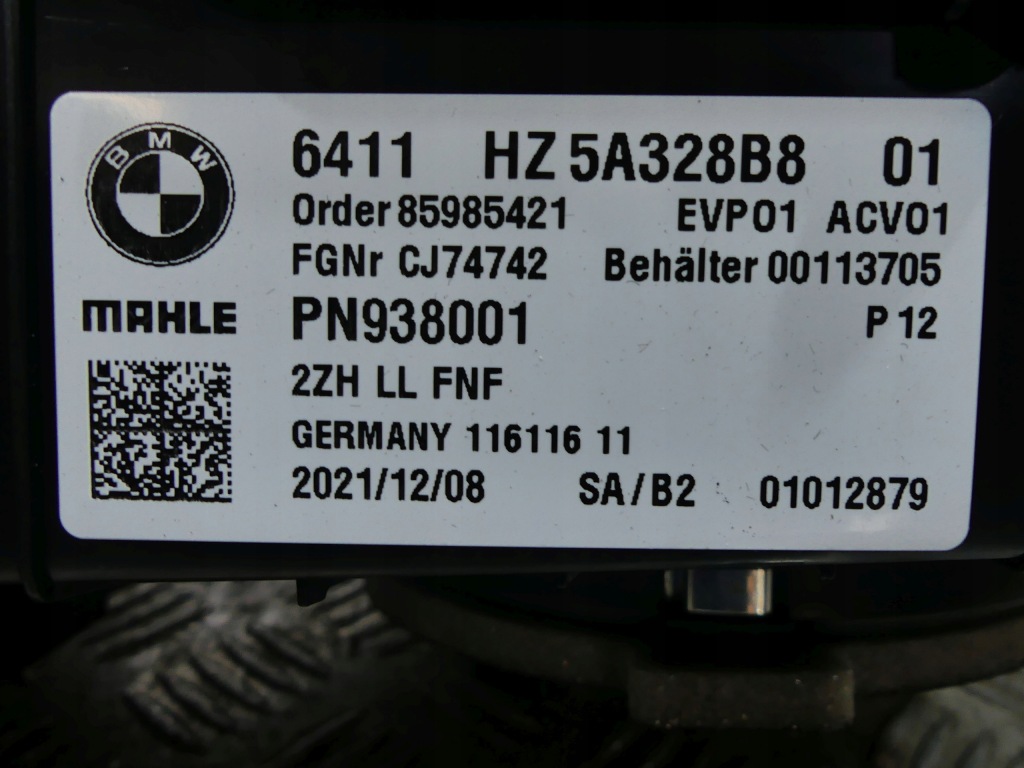 BMW
6411 HZ 5A328B8 01
Order 85985421 EVP01 ACV01
FGNr CJ74742 Behälter 00113705
MAHLE PN938001 P 12
2ZH LL FNF
GERMANY 116116 11
2021/12/08 SA/B2 01012879